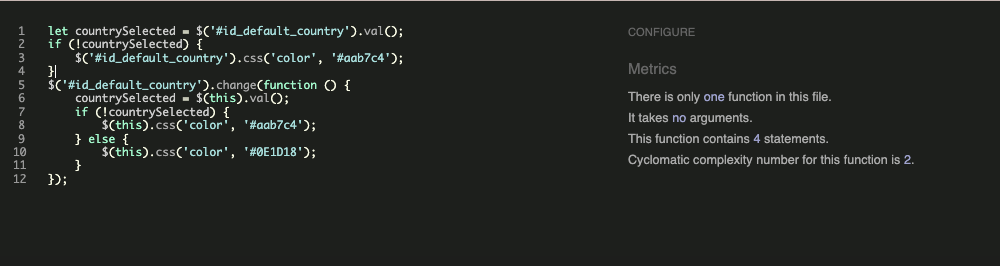 1 let countrySelected = $('#id_default_country').val();
2 if (!countrySelected) {
3 $('#id_default_country').css('color', '#aab7c4');
4 }
5 $('#id_default_country').change(function () {
6 countrySelected = $(this).val();
7 if (!countrySelected) {
8 $(this).css('color', '#aab7c4');
9 } else {
10 $(this).css('color', '#0E1D18');
11 }
12 });
CONFIGURE
Metrics
There is only one function in this file.
It takes no arguments.
This function contains 4 statements.
Cyclomatic complexity number for this function is 2.